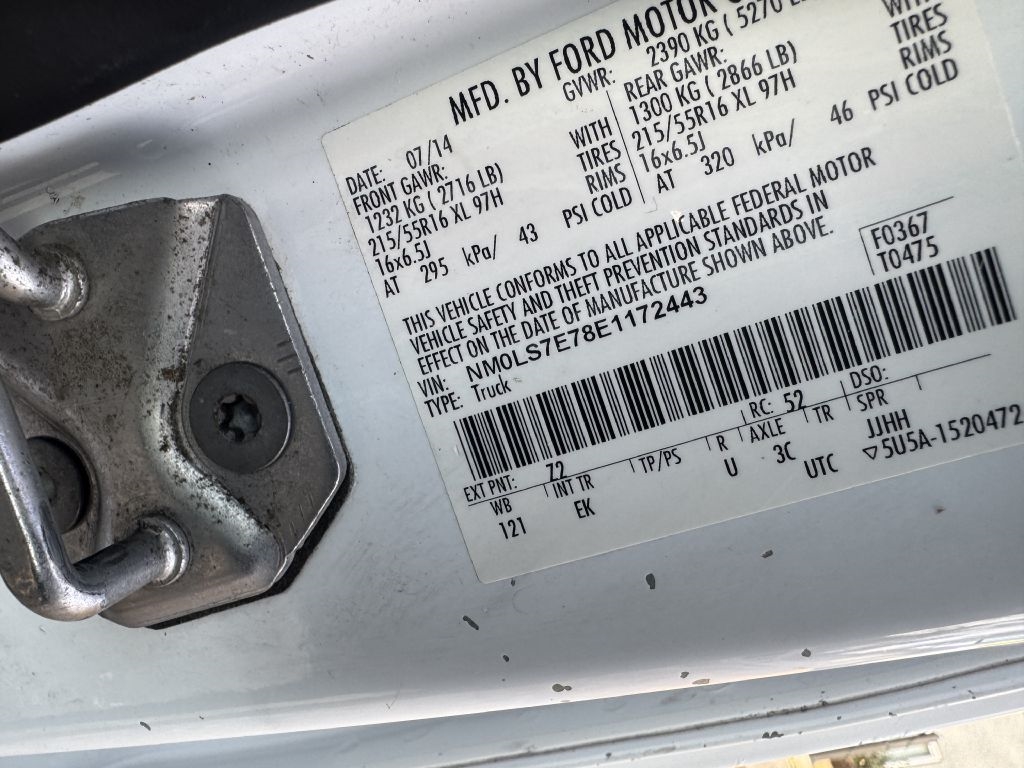 MFD. BY FORD MOTOR
GVWR: 2390 KG ( 5270
DATE: 07/14
FRONT GAWR:
1232 KG ( 2716 LB) WITH
215/55R16 XL 97H TIRES
16x6.5J RIMS
AT 295 kPa/ 43 PSI COLD
REAR GAWR:
1300 KG ( 2866 LB) WITH
215/55R16 XL 97H TIRES
16x6.5J RIMS
AT 320 kPa/ 46 PSI COLD
THIS VEHICLE CONFORMS TO ALL APPLICABLE FEDERAL MOTOR
VEHICLE SAFETY AND THEFT PREVENTION STANDARDS IN
EFFECT ON THE DATE OF MANUFACTURE SHOWN ABOVE.
VIN: NM0LS7E78E1172443
TYPE: Truck
F0367
T0475
EXT PNT: 72 RC: 52 DSO:
WB INT TR TP/PS R AXLE TR SPR
121 EK U 3C UTC JJHH
▽5U5A-1520472